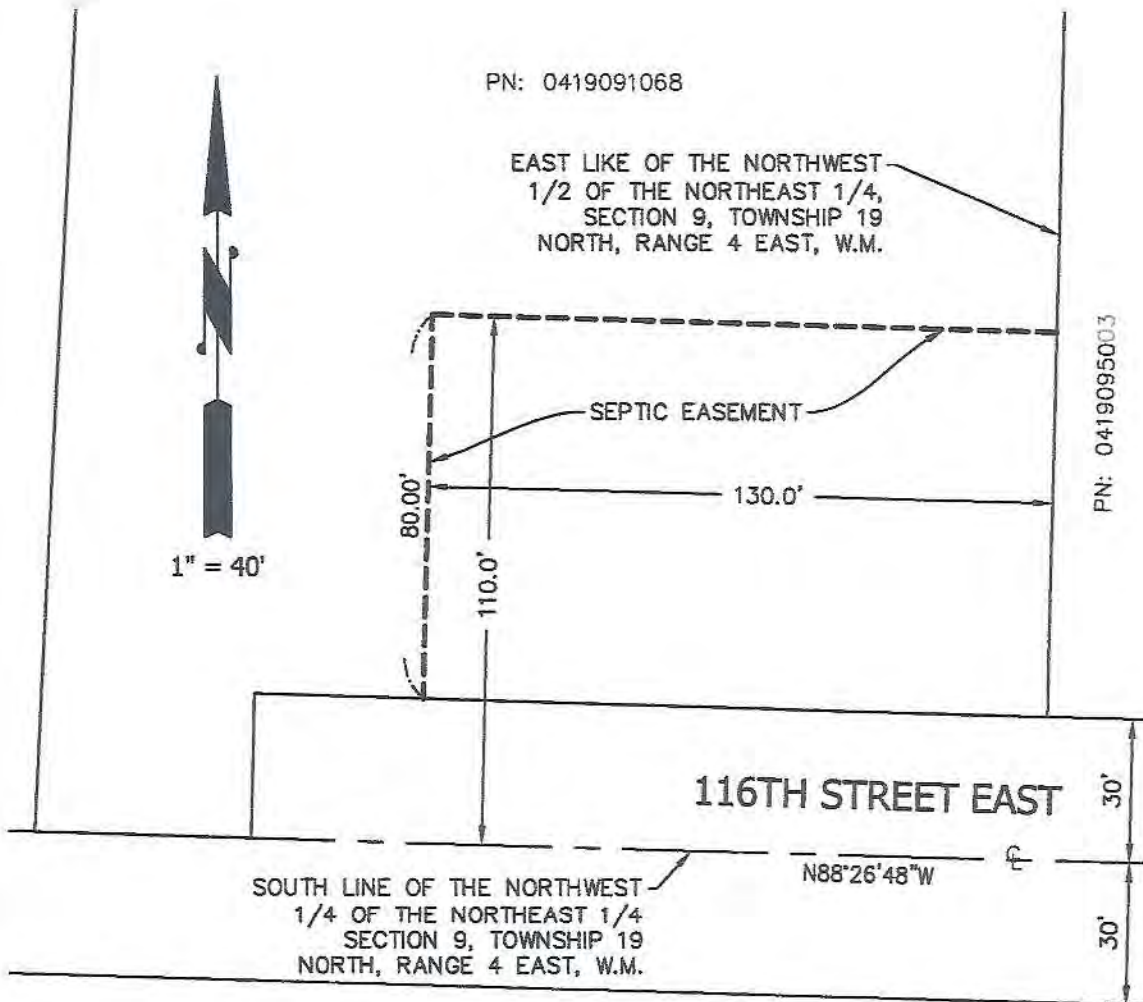 PN: 0419091068
EAST LIKE OF THE NORTHWEST
1/2 OF THE NORTHEAST 1/4,
SECTION 9, TOWNSHIP 19
NORTH, RANGE 4 EAST, W.M.
N
PN: 0419095003
SEPTIC EASEMENT
130.0'
80.00'
110.0'
1" = 40'
116TH STREET EAST
30'
N88°26'48"W
SOUTH LINE OF THE NORTHWEST
1/4 OF THE NORTHEAST 1/4
SECTION 9, TOWNSHIP 19
NORTH, RANGE 4 EAST, W.M.
30'